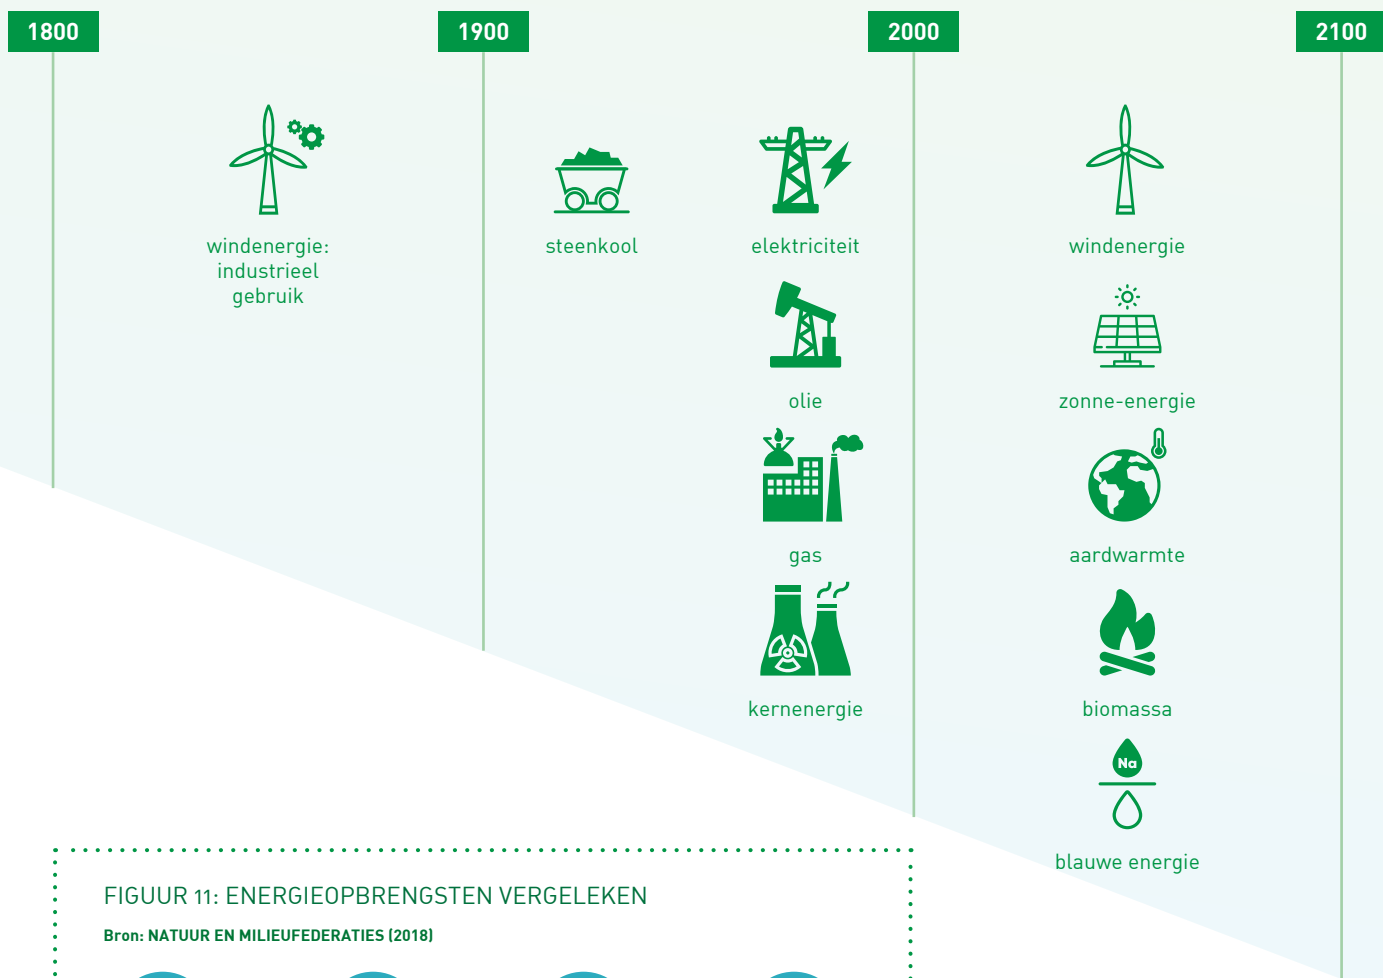 1800
1900
2000
2100
windenergie:
industrieel
gebruik
steenkool
elektriciteit
olie
gas
kernenergie
windenergie
zonne-energie
aardwarmte
biomassa
Na
blauwe energie
FIGUUR 11: ENERGIEOPBRENGSTEN VERGELEKEN
Bron: NATUUR EN MILIEUFEDERATIES (2018)